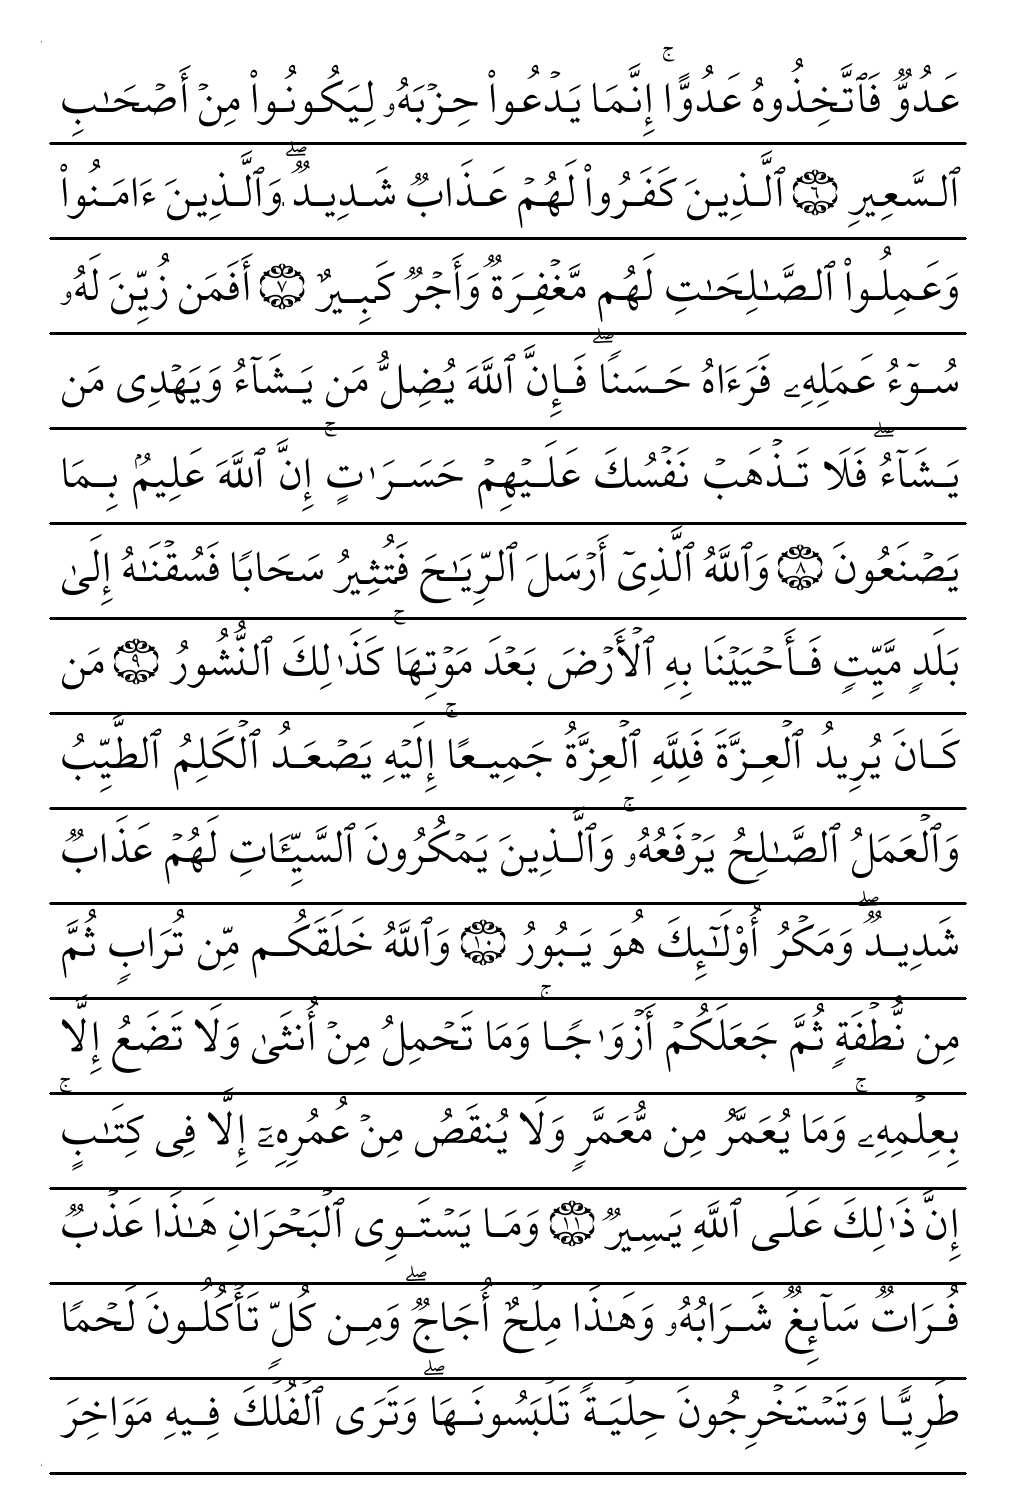 عَدُوٌّ فَٱتَّخِذُوهُ عَدُوًّاۚ إِنَّمَا يَدۡعُواْ حِزۡبَهُۥ لِيَكُونُواْ مِنۡ أَصۡحَٰبِ
ٱلسَّعِيرِ ٦ ٱلَّذِينَ كَفَرُواْ لَهُمۡ عَذَابٞ شَدِيدٞۖ وَٱلَّذِينَ ءَامَنُواْ
وَعَمِلُواْ ٱلصَّٰلِحَٰتِ لَهُم مَّغۡفِرَةٞ وَأَجۡرٞ كَبِيرٌ ٧ أَفَمَن زُيِّنَ لَهُۥ
سُوٓءُ عَمَلِهِۦ فَرَءَاهُ حَسَنٗاۖ فَإِنَّ ٱللَّهَ يُضِلُّ مَن يَشَآءُ وَيَهۡدِي مَن
يَشَآءُۖ فَلَا تَذۡهَبۡ نَفۡسُكَ عَلَيۡهِمۡ حَسَرَٰتٍۚ إِنَّ ٱللَّهَ عَلِيمُۢ بِمَا
يَصۡنَعُونَ ٨ وَٱللَّهُ ٱلَّذِيٓ أَرۡسَلَ ٱلرِّيَٰحَ فَتُثِيرُ سَحَابٗا فَسُقۡنَٰهُ إِلَىٰ
بَلَدٖ مَّيِّتٖ فَأَحۡيَيۡنَا بِهِ ٱلۡأَرۡضَ بَعۡدَ مَوۡتِهَاۚ كَذَٰلِكَ ٱلنُّشُورُ ٩ مَن
كَانَ يُرِيدُ ٱلۡعِزَّةَ فَلِلَّهِ ٱلۡعِزَّةُ جَمِيعًاۚ إِلَيۡهِ يَصۡعَدُ ٱلۡكَلِمُ ٱلطَّيِّبُ
وَٱلۡعَمَلُ ٱلصَّٰلِحُ يَرۡفَعُهُۥۚ وَٱلَّذِينَ يَمۡكُرُونَ ٱلسَّيِّـَٔاتِ لَهُمۡ عَذَابٞ
شَدِيدٞۖ وَمَكۡرُ أُوْلَٰٓئِكَ هُوَ يَبُورُ ١٠ وَٱللَّهُ خَلَقَكُم مِّن تُرَابٖ ثُمَّ
مِن نُّطۡفَةٖ ثُمَّ جَعَلَكُمۡ أَزۡوَٰجٗاۚ وَمَا تَحۡمِلُ مِنۡ أُنثَىٰ وَلَا تَضَعُ إِلَّا
بِعِلۡمِهِۦۚ وَمَا يُعَمَّرُ مِن مُّعَمَّرٖ وَلَا يُنقَصُ مِنۡ عُمُرِهِۦٓ إِلَّا فِي كِتَٰبٍۚ
إِنَّ ذَٰلِكَ عَلَى ٱللَّهِ يَسِيرٞ ١١ وَمَا يَسۡتَوِي ٱلۡبَحۡرَانِ هَٰذَا عَذۡبٞ
فُرَاتٞ سَآئِغٞ شَرَابُهُۥ وَهَٰذَا مِلۡحٌ أُجَاجٞۖ وَمِن كُلّٖ تَأۡكُلُونَ لَحۡمٗا
طَرِيّٗا وَتَسۡتَخۡرِجُونَ حِلۡيَةٗ تَلۡبَسُونَهَاۖ وَتَرَى ٱلۡفُلۡكَ فِيهِ مَوَاخِرَ